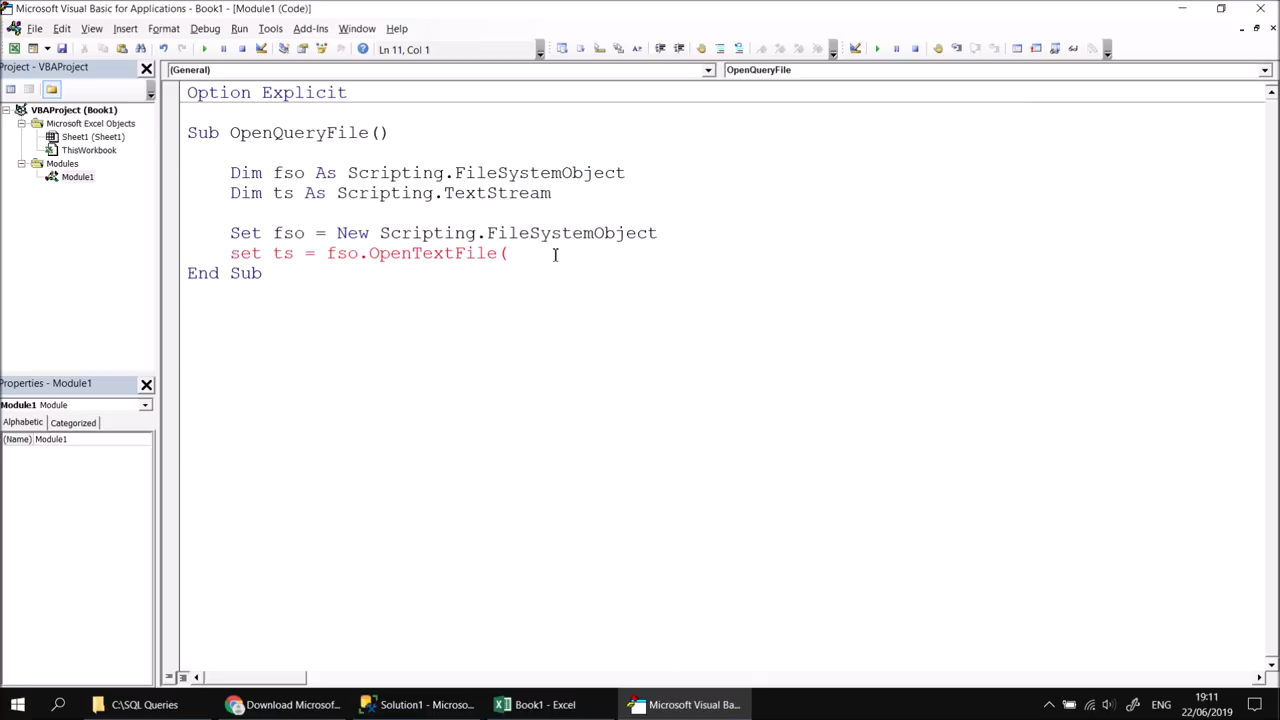 Microsoft Visual Basic for Applications - Book1 - [Module1 (Code)]
File Edit View Insert Format Debug Run Tools Add-Ins Window Help
Ln 11, Col 1
Project - VBAProject
(General) OpenQueryFile
VBAProject (Book1)
Microsoft Excel Objects
Sheet1 (Sheet1)
ThisWorkbook
Modules
Module1
Option Explicit
Sub OpenQueryFile()
Dim fso As Scripting.FileSystemObject
Dim ts As Scripting.TextStream
Set fso = New Scripting.FileSystemObject
set ts = fso.OpenTextFile(
End Sub
Properties - Module1
Module1 Module
Alphabetic Categorized
(Name) Module1
C:\SQL Queries
Download Microsof...
Solution1 - Microso...
Book1 - Excel
Microsoft Visual Ba...
ENG
19:11
22/06/2019